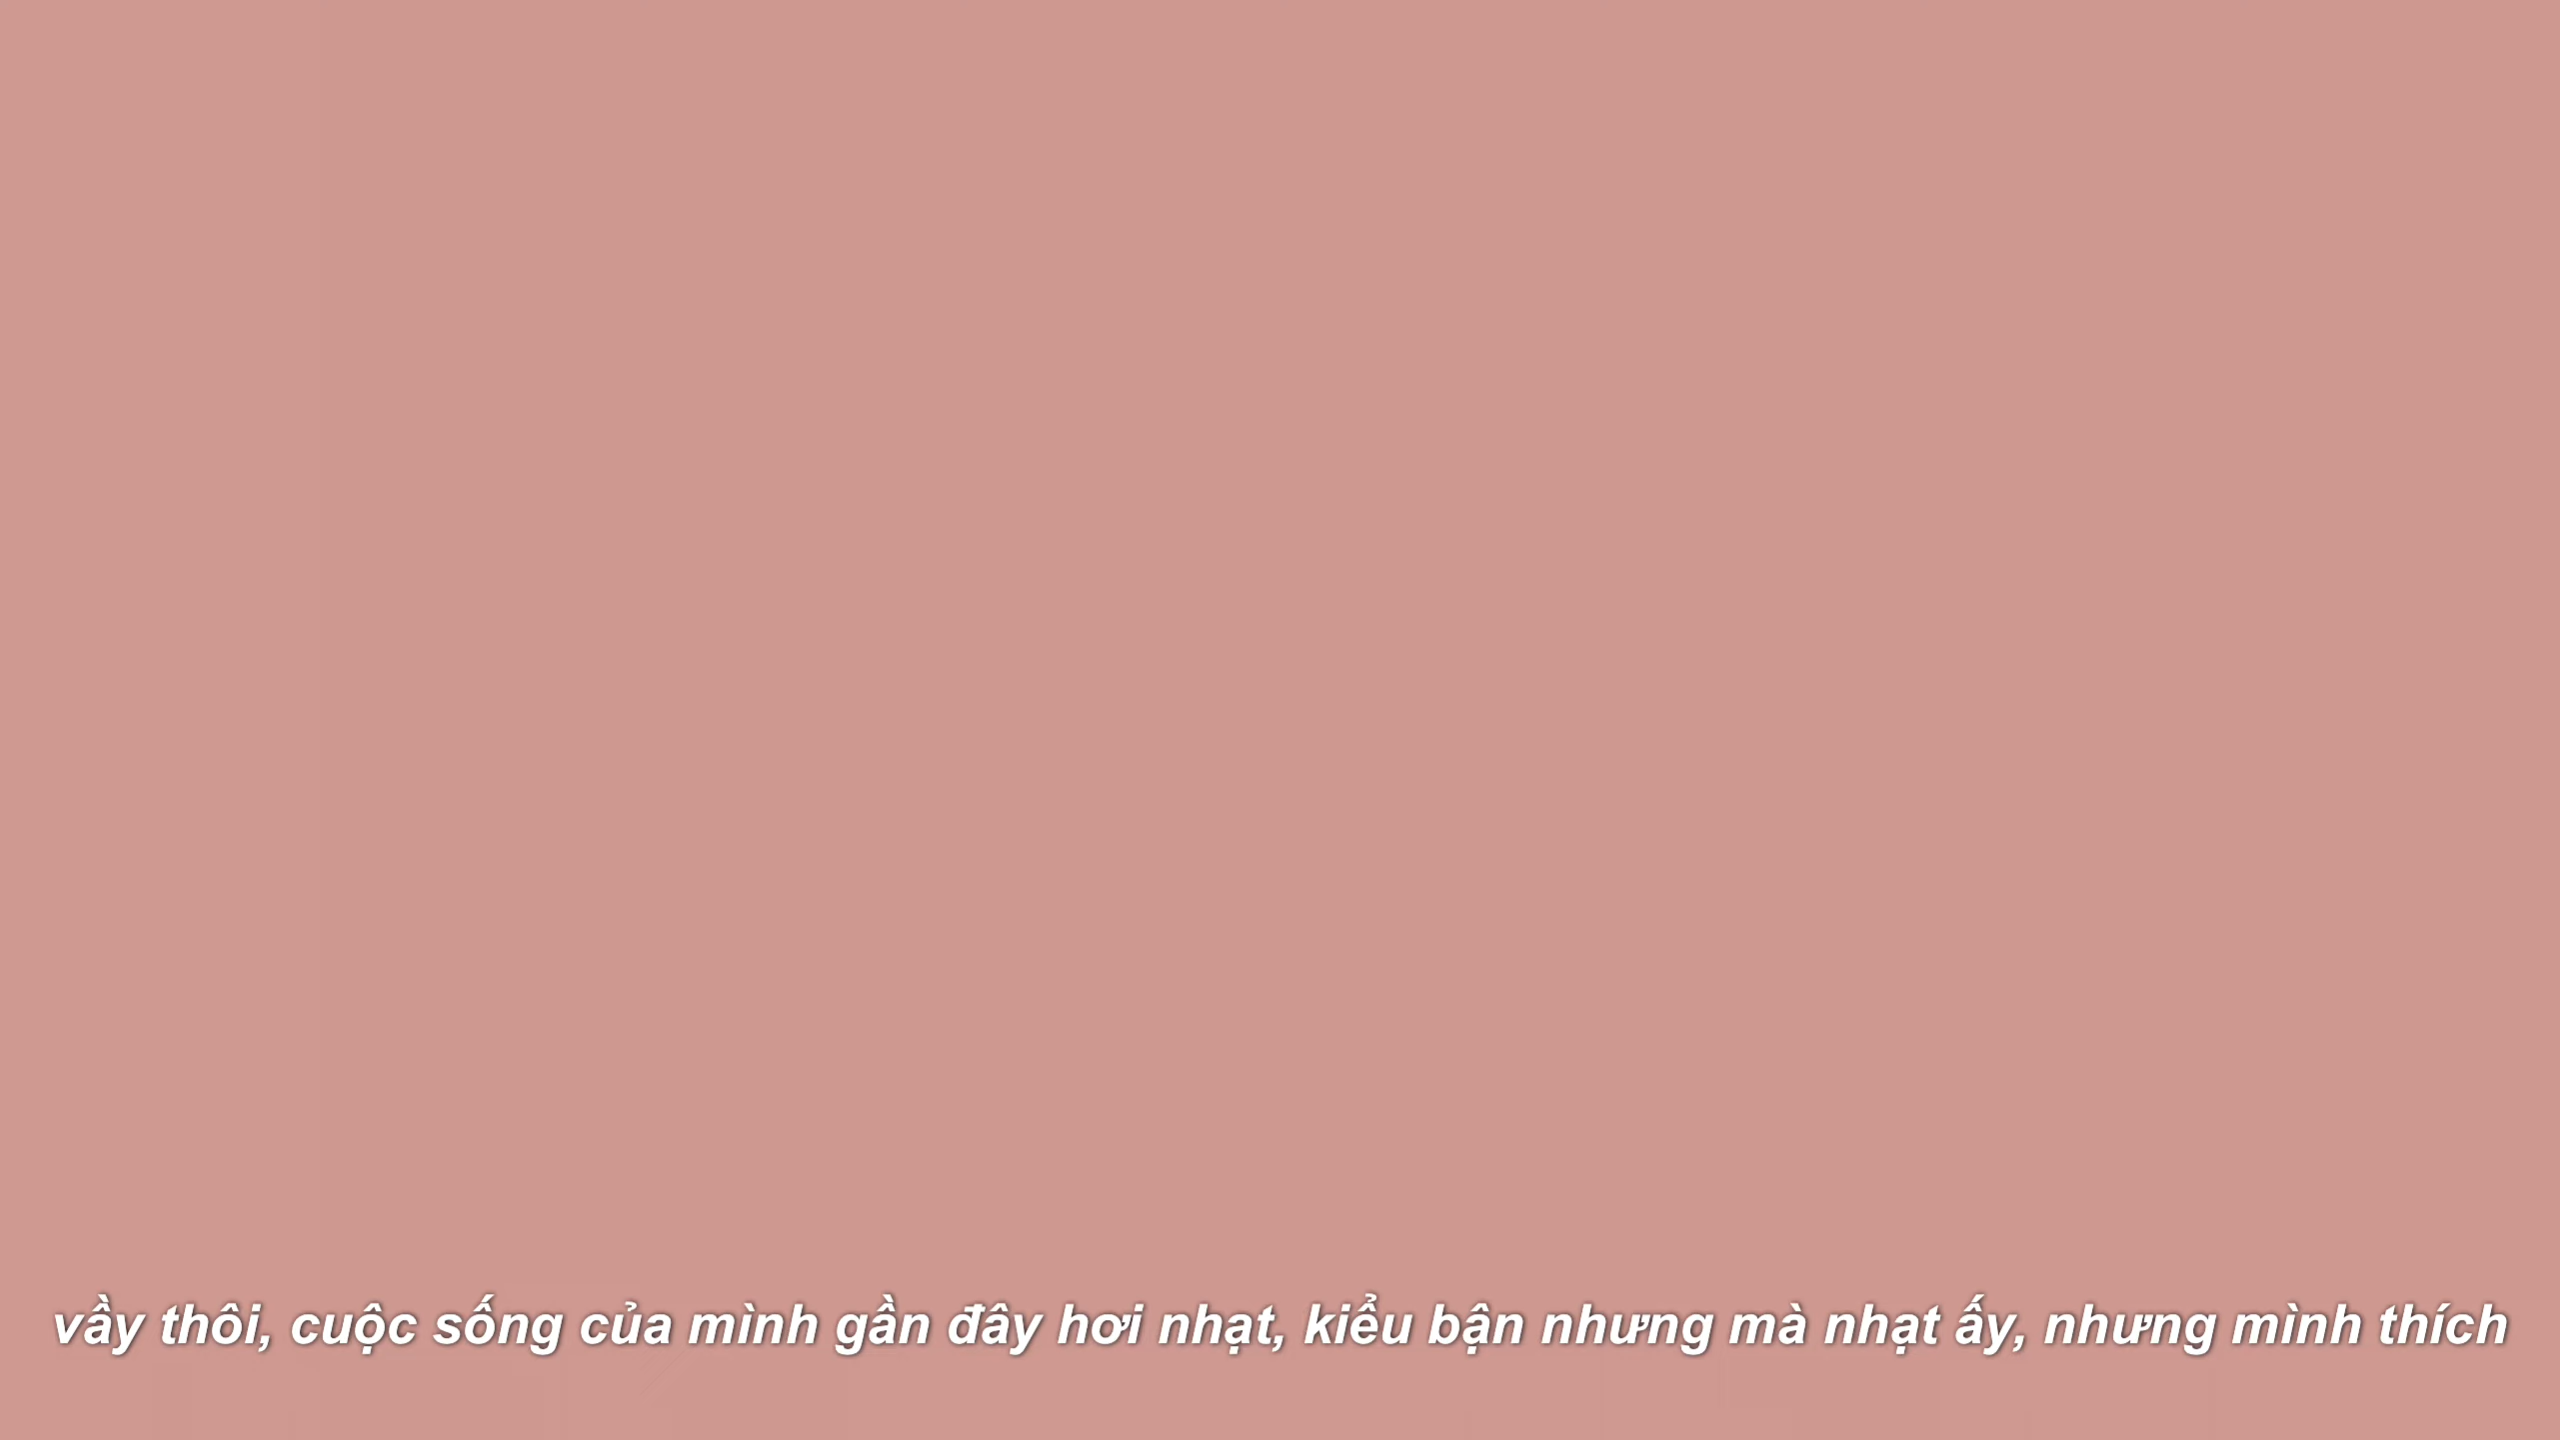 vầy thôi, cuộc sống của mình gần đây hơi nhạt, kiểu bận nhưng mà nhạt ấy, nhưng mình thích